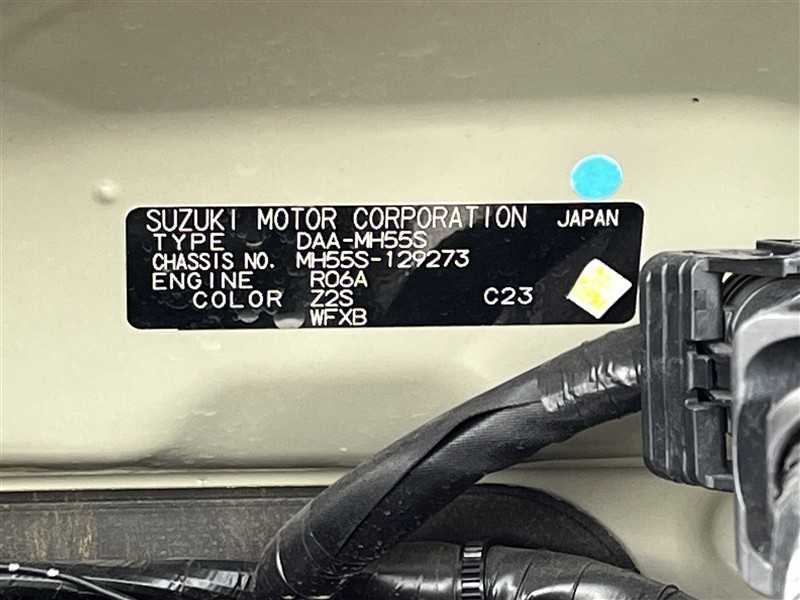 SUZUKI MOTOR CORPORATION JAPAN
TYPE DAA-MH55S
CHASSIS NO. MH55S-129273
ENGINE R06A
COLOR Z2S C23
WFXB